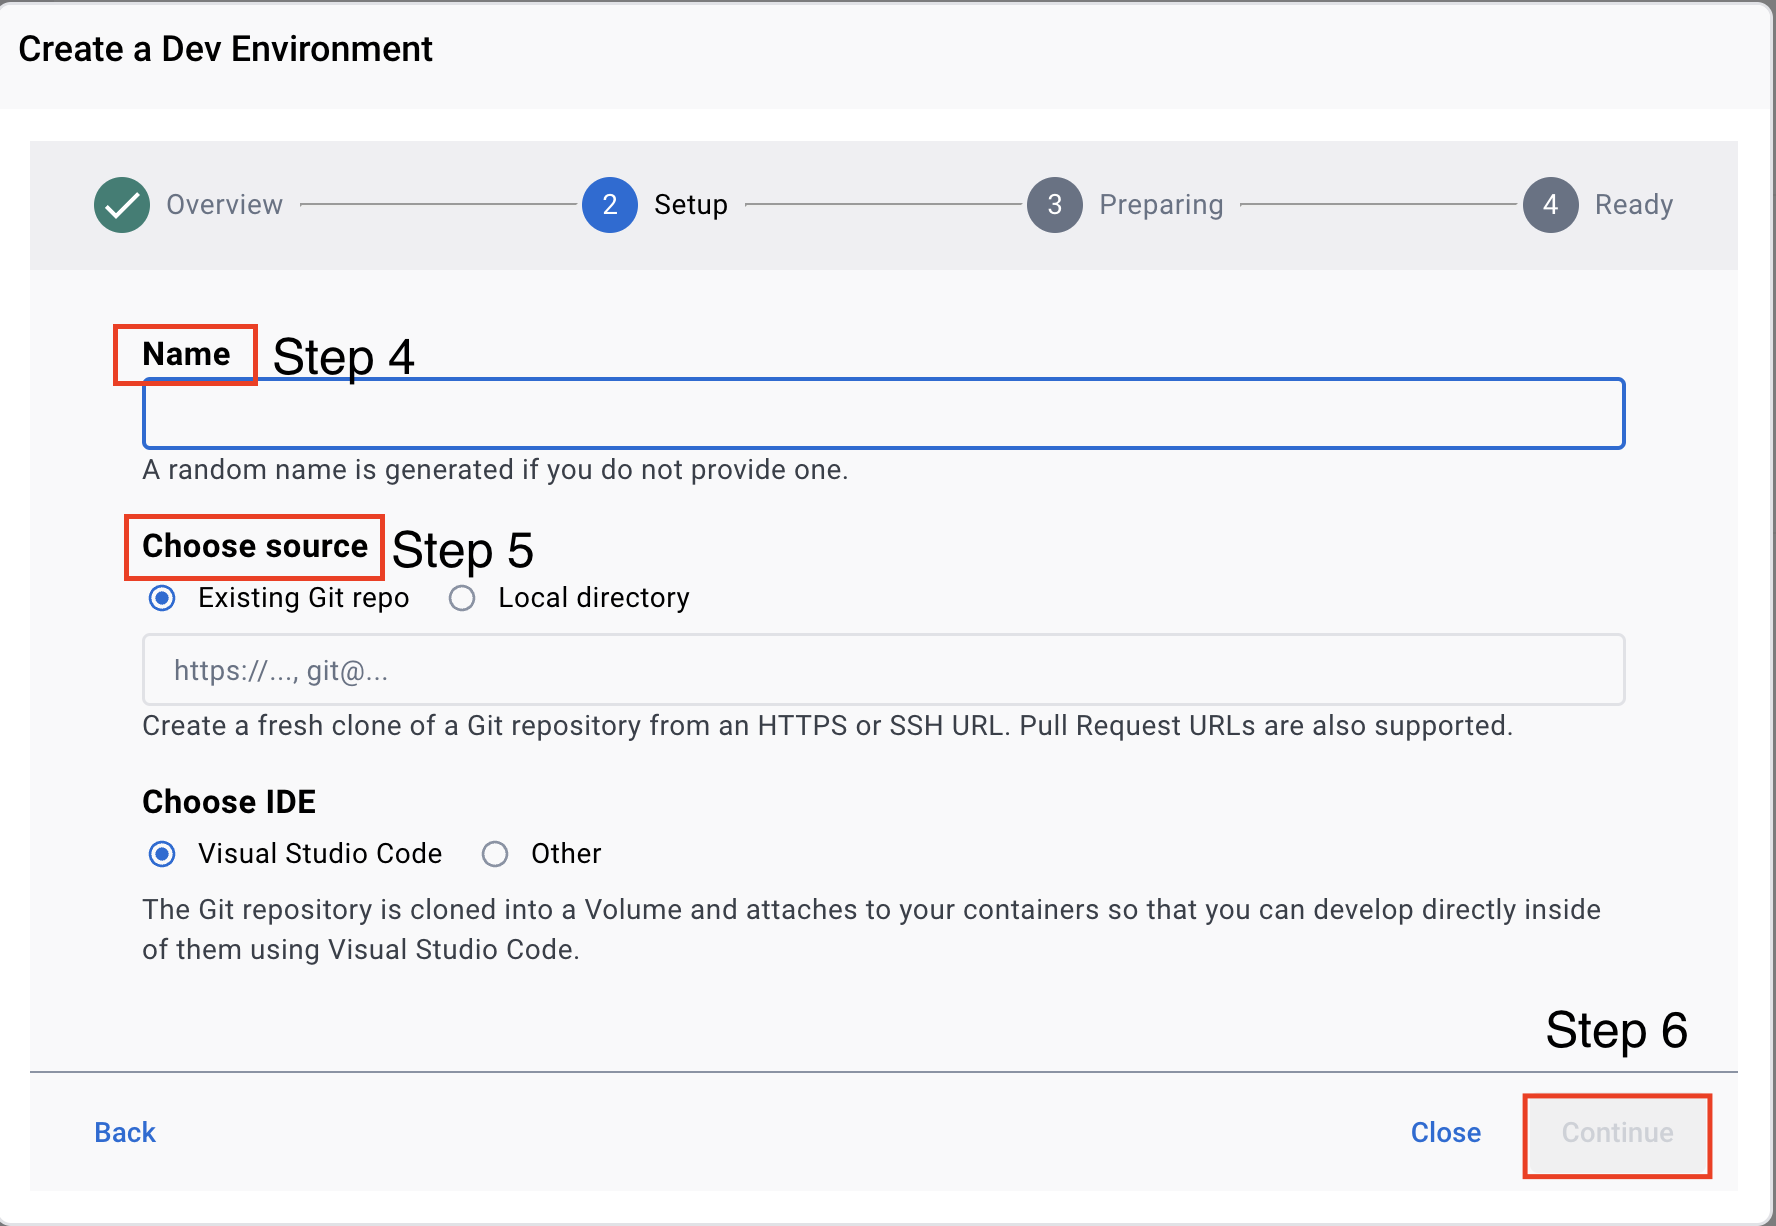 Create a Dev Environment
Overview 2 Setup 3 Preparing 4 Ready
Name Step 4
A random name is generated if you do not provide one.
Choose source Step 5
Existing Git repo Local directory
https://..., git@...
Create a fresh clone of a Git repository from an HTTPS or SSH URL. Pull Request URLs are also supported.
Choose IDE
Visual Studio Code Other
The Git repository is cloned into a Volume and attaches to your containers so that you can develop directly inside
of them using Visual Studio Code.
Step 6
Back Close Continue